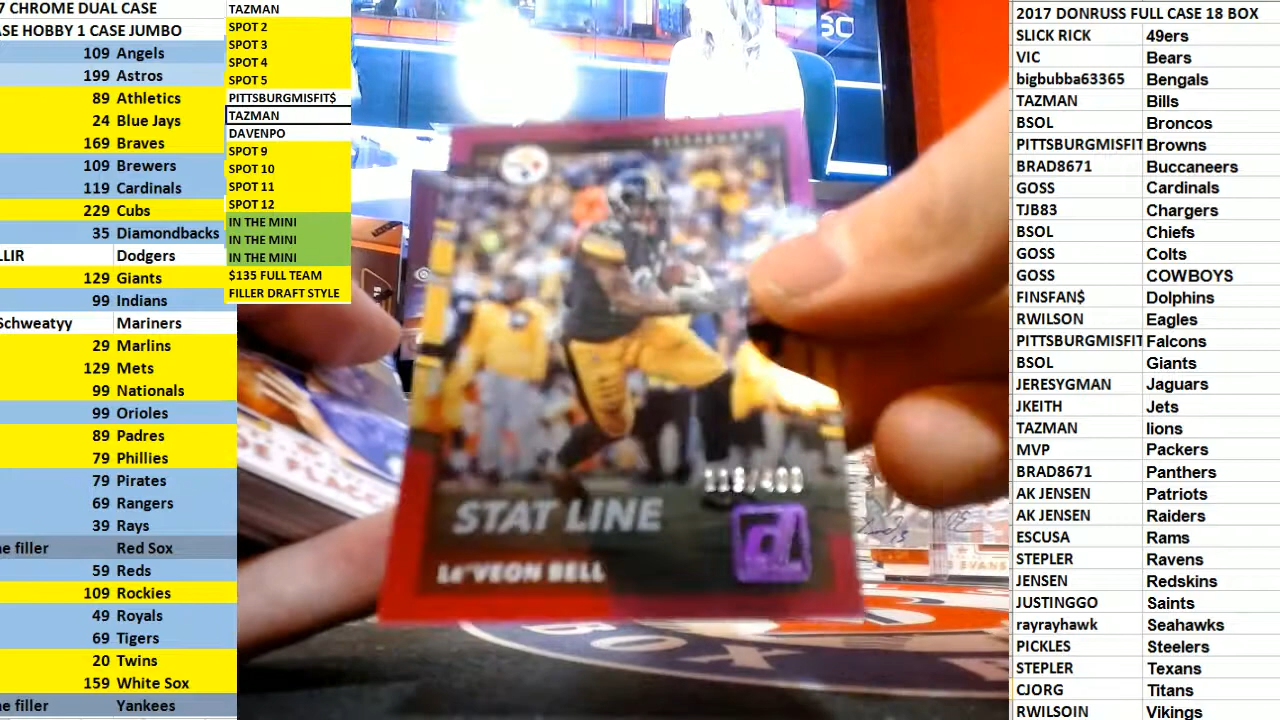 7 CHROME DUAL CASE
ASE HOBBY 1 CASE JUMBO
109 Angels
199 Astros
89 Athletics
24 Blue Jays
169 Braves
109 Brewers
119 Cardinals
229 Cubs
35 Diamondbacks
LLIR Dodgers
129 Giants
99 Indians
Schweatyy Mariners
29 Marlins
129 Mets
99 Nationals
99 Orioles
89 Padres
79 Phillies
79 Pirates
69 Rangers
39 Rays
ne filler Red Sox
59 Reds
109 Rockies
49 Royals
69 Tigers
20 Twins
159 White Sox
ne filler Yankees
TAZMAN
SPOT 2
SPOT 3
SPOT 4
SPOT 5
PITTSBURGMISFIT$
TAZMAN
DAVENPO
SPOT 9
SPOT 10
SPOT 11
SPOT 12
IN THE MINI
IN THE MINI
IN THE MINI
$135 FULL TEAM
FILLER DRAFT STYLE
PITTSBURGH
STAT LINE
Le'VEON BELL
BOX
2017 DONRUSS FULL CASE 18 BOX
SLICK RICK 49ers
VIC Bears
bigbubba63365 Bengals
TAZMAN Bills
BSOL Broncos
PITTSBURGMISFIT Browns
BRAD8671 Buccaneers
GOSS Cardinals
TJB83 Chargers
BSOL Chiefs
GOSS Colts
GOSS COWBOYS
FINSFAN$ Dolphins
RWILSON Eagles
PITTSBURGMISFIT Falcons
BSOL Giants
JERESYGMAN Jaguars
JKEITH Jets
TAZMAN lions
MVP Packers
BRAD8671 Panthers
AK JENSEN Patriots
AK JENSEN Raiders
ESCUSA Rams
STEPLER Ravens
JENSEN Redskins
JUSTINGGO Saints
rayrayhawk Seahawks
PICKLES Steelers
STEPLER Texans
CJORG Titans
RWILSOIN Vikings